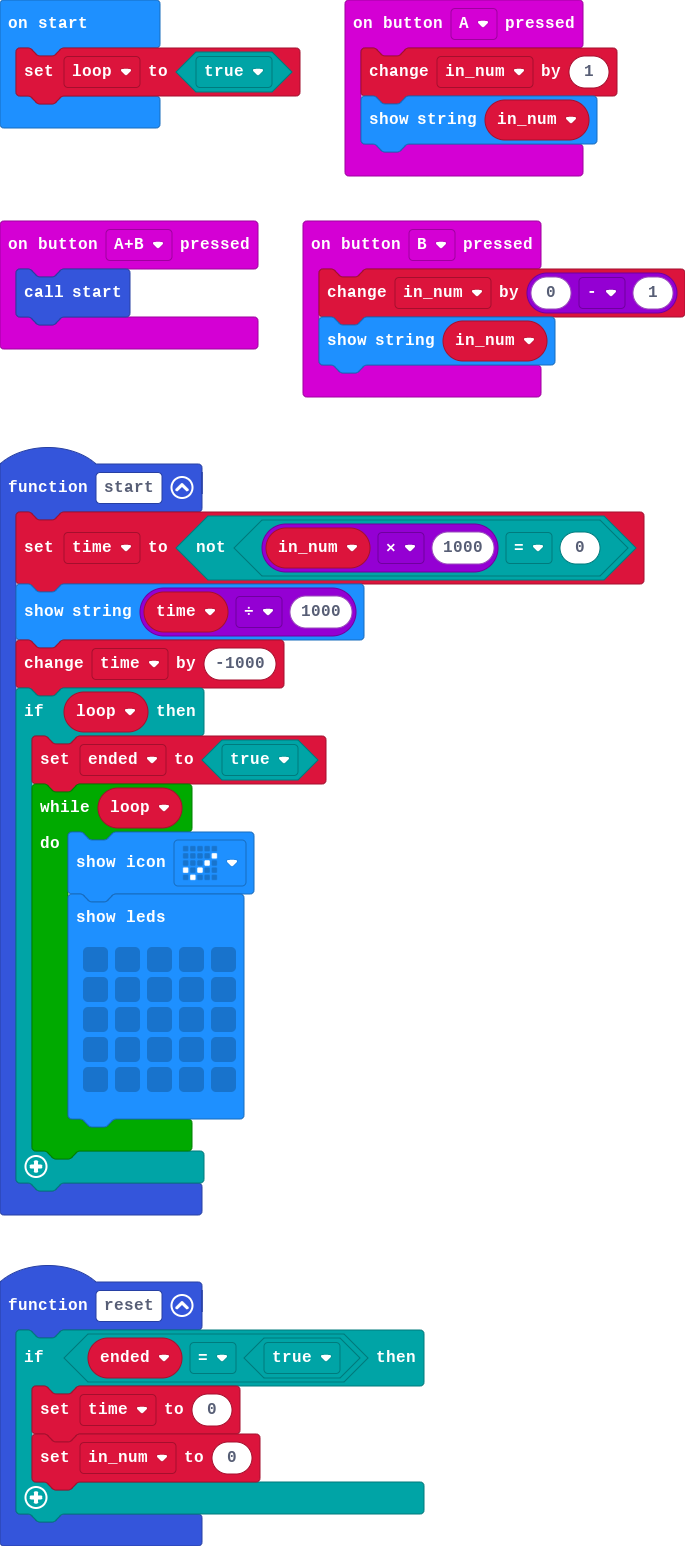 on start
set loop to true
on button A pressed
change in_num by 1
show string in_num
on button A+B pressed
call start
on button B pressed
change in_num by 0 - 1
show string in_num
function start
set time to not in_num × 1000 = 0
show string time ÷ 1000
change time by -1000
if loop then
set ended to true
while loop
do
show icon
show leds
function reset
if ended = true then
set time to 0
set in_num to 0